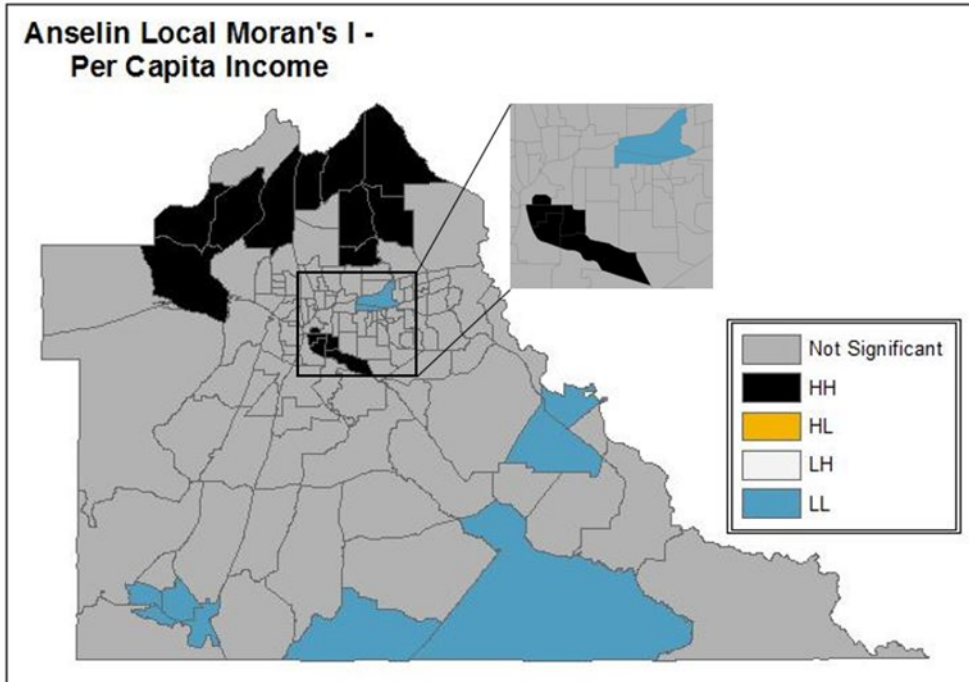 Anselin Local Moran's I -
Per Capita Income
Not Significant
HH
HL
LH
LL